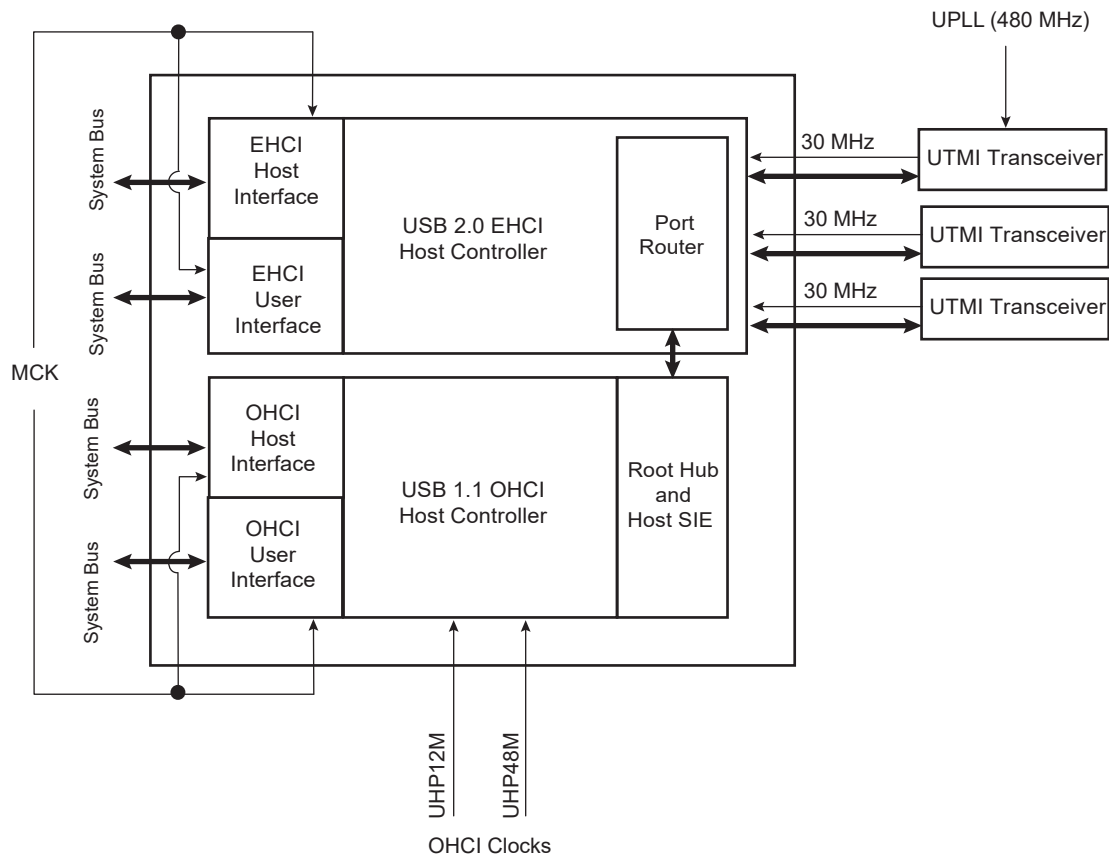 UPLL (480 MHz)
System Bus
EHCI
Host
Interface
USB 2.0 EHCI
Host Controller
Port
Router
30 MHz
UTMI Transceiver
30 MHz
UTMI Transceiver
System Bus
EHCI
User
Interface
30 MHz
UTMI Transceiver
MCK
System Bus
OHCI
Host
Interface
USB 1.1 OHCI
Host Controller
Root Hub
and
Host SIE
System Bus
OHCI
User
Interface
UHP12M
UHP48M
OHCI Clocks